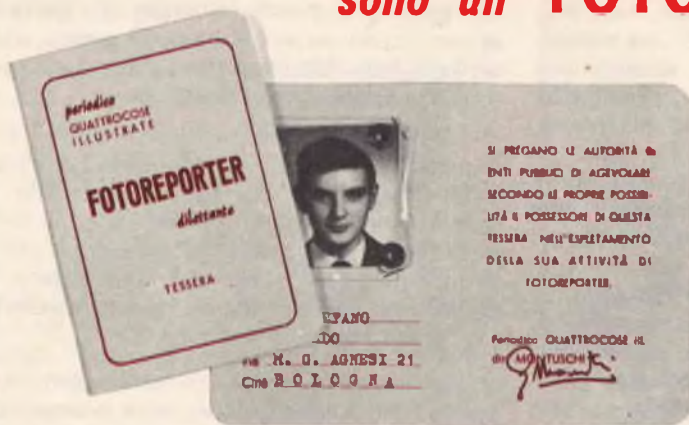 sono un FOTO
periodico
QUATTROCOSE
ILLUSTRATE
FOTOREPORTER
dilettante
TESSERA
SI PREGANO LE AUTORITÀ
ENTI PUBBLICI DI AGEVOLARE
SECONDO LE PROPRIE POSSIBI-
LITÀ IL POSSESSORE DI QUESTA
TESSERA NELL'ESPLETAMENTO
DELLA SUA ATTIVITÀ DI
FOTOREPORTER.
Periodico QUATTROCOSE ILL
dir. MONTUSCHI
M. G. AGNESI 21
Città BOLOGNA